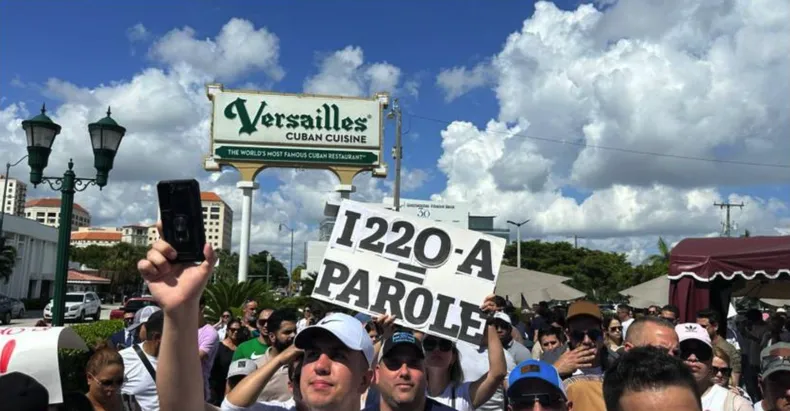 Versailles
CUBAN CUISINE
THE WORLD'S MOST FAMOUS CUBAN RESTAURANT
I220-A
=
PAROLE